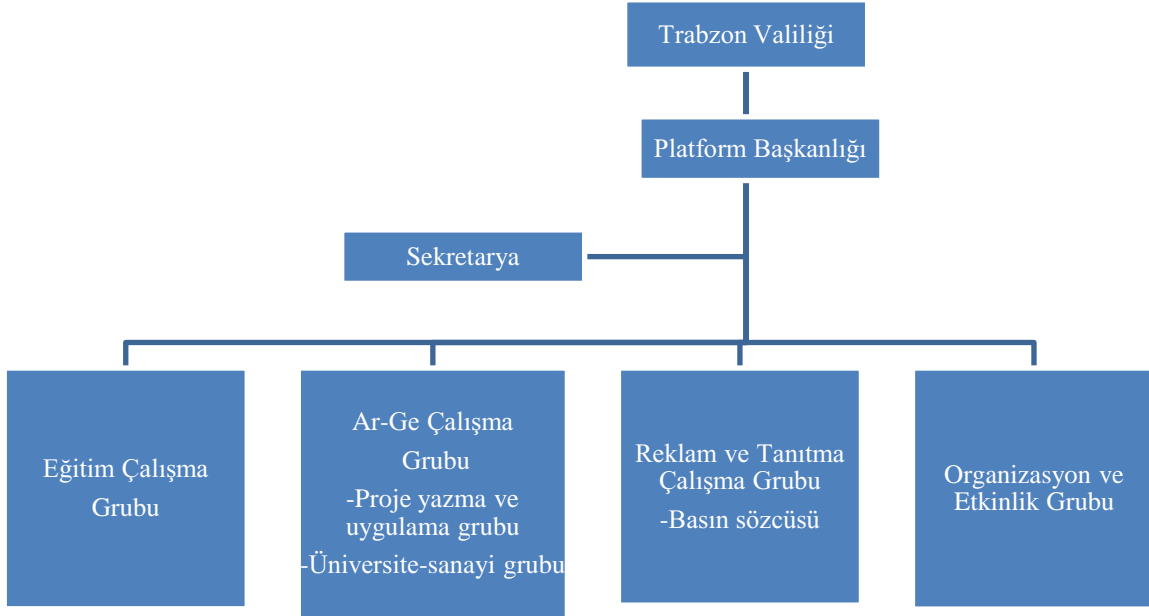 Trabzon Valiliği
Platform Başkanlığı
Sekretarya
Eğitim Çalışma
Grubu
Ar-Ge Çalışma
Grubu
-Proje yazma ve
uygulama grubu
-Üniversite-sanayi grubu
Reklam ve Tanıtma
Çalışma Grubu
-Basın sözcüsü
Organizasyon ve
Etkinlik Grubu